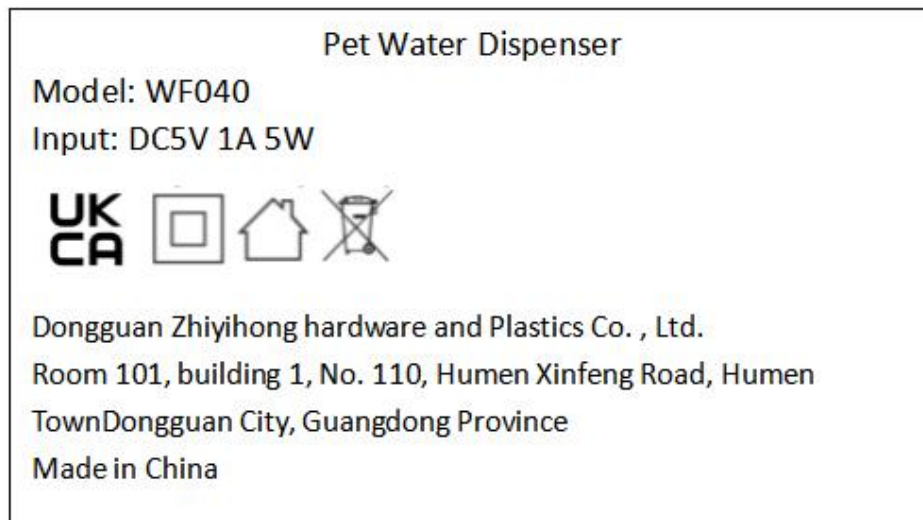 Pet Water Dispenser
Model: WF040
Input: DC5V 1A 5W
UK
CA
Dongguan Zhiyihong hardware and Plastics Co. , Ltd.
Room 101, building 1, No. 110, Humen Xinfeng Road, Humen
TownDongguan City, Guangdong Province
Made in China